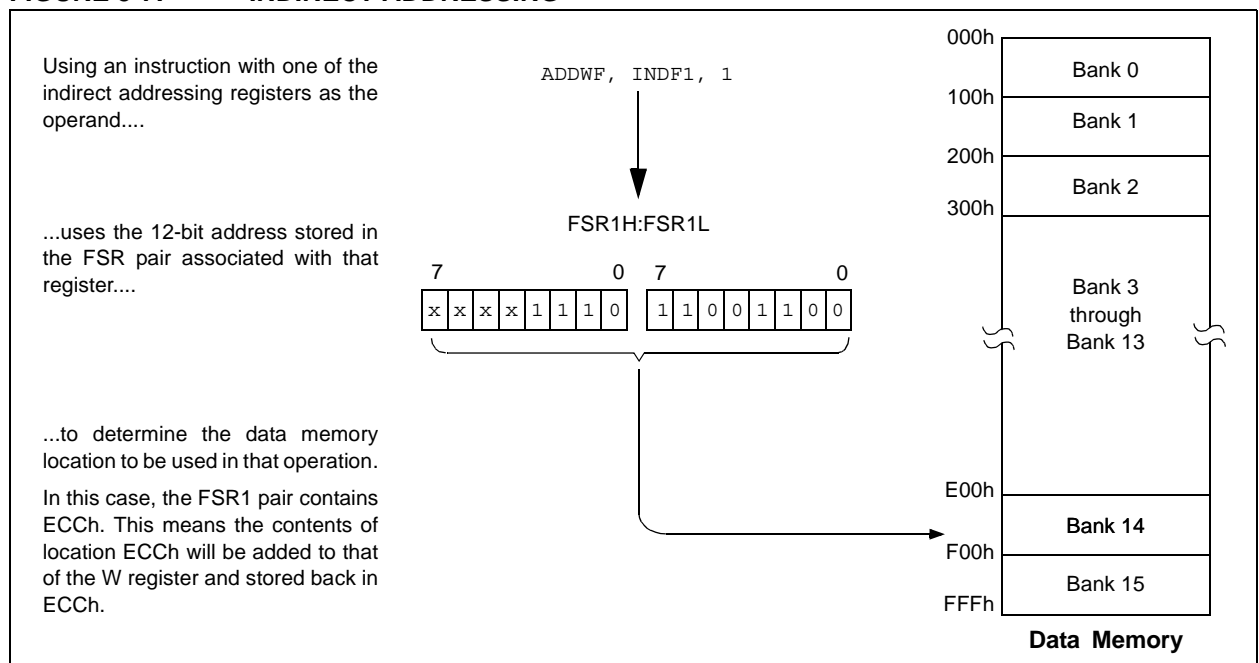 Using an instruction with one of the
indirect addressing registers as the
operand....
ADDWF, INDF1, 1
...uses the 12-bit address stored in
the FSR pair associated with that
register....
FSR1H:FSR1L
7 0 7 0
x x x x 1 1 1 0 1 1 0 0 1 1 0 0
...to determine the data memory
location to be used in that operation.
In this case, the FSR1 pair contains
ECCh. This means the contents of
location ECCh will be added to that
of the W register and stored back in
ECCh.
000h
Bank 0
100h
Bank 1
200h
Bank 2
300h
Bank 3
through
Bank 13
E00h
Bank 14
F00h
Bank 15
FFFh
Data Memory